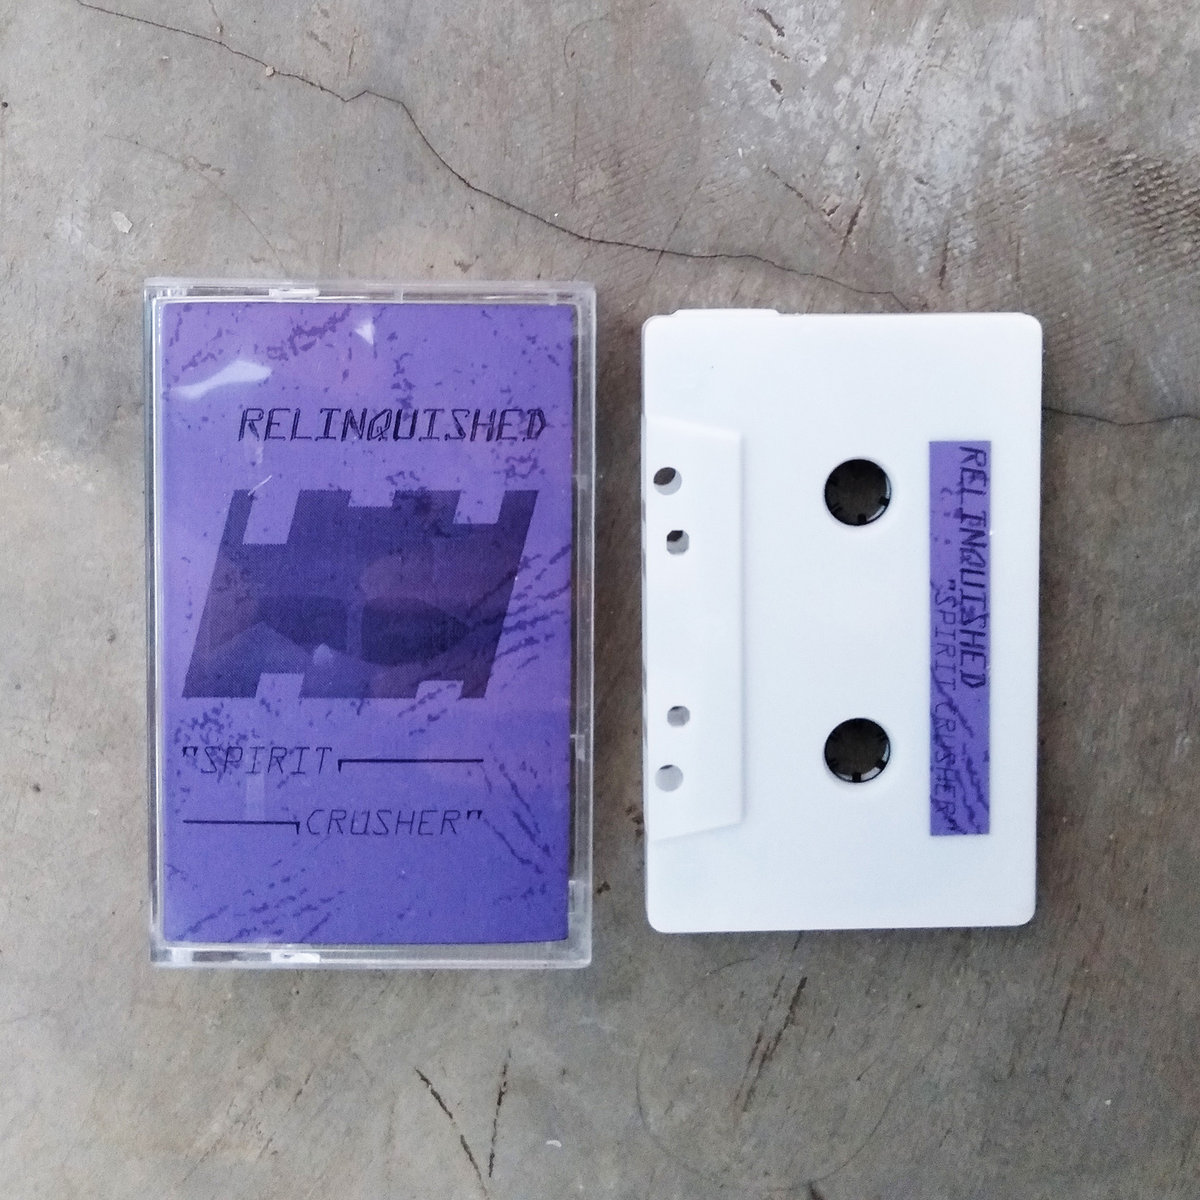 RELINQUISHED
"SPIRIT
CRUSHER"
RELINQUISHED
"SPIRIT CRUSHER"